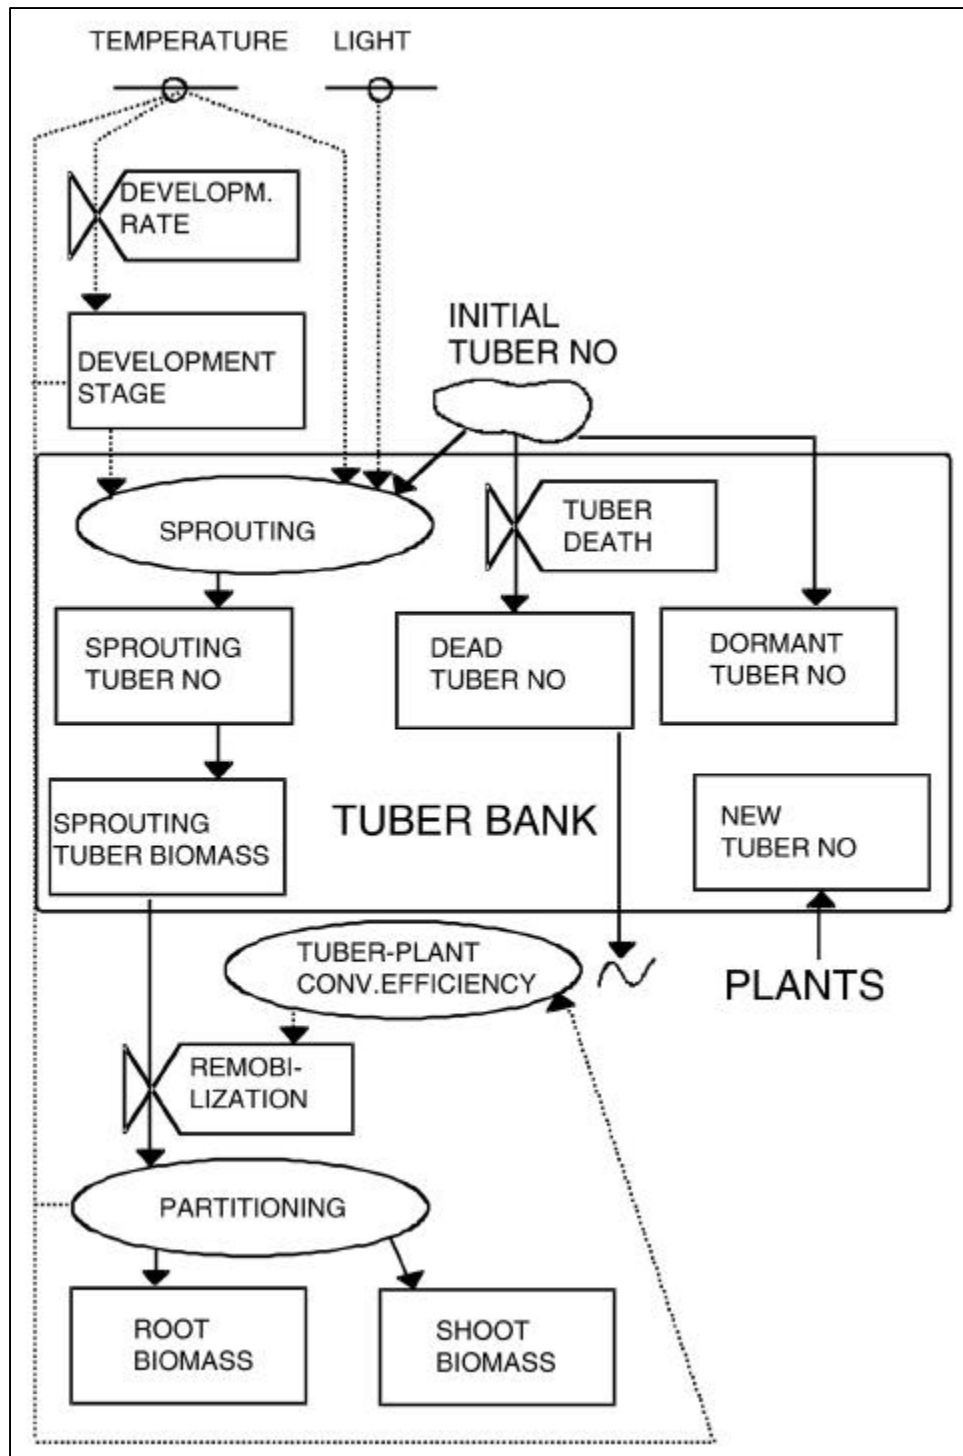 TEMPERATURE
LIGHT
DEVELOPM.
RATE
DEVELOPMENT
STAGE
INITIAL
TUBER NO
SPROUTING
TUBER
DEATH
SPROUTING
TUBER NO
DEAD
TUBER NO
DORMANT
TUBER NO
SPROUTING
TUBER BIOMASS
TUBER BANK
NEW
TUBER NO
TUBER-PLANT
CONV.EFFICIENCY
PLANTS
REMOBI-
LIZATION
PARTITIONING
ROOT
BIOMASS
SHOOT
BIOMASS